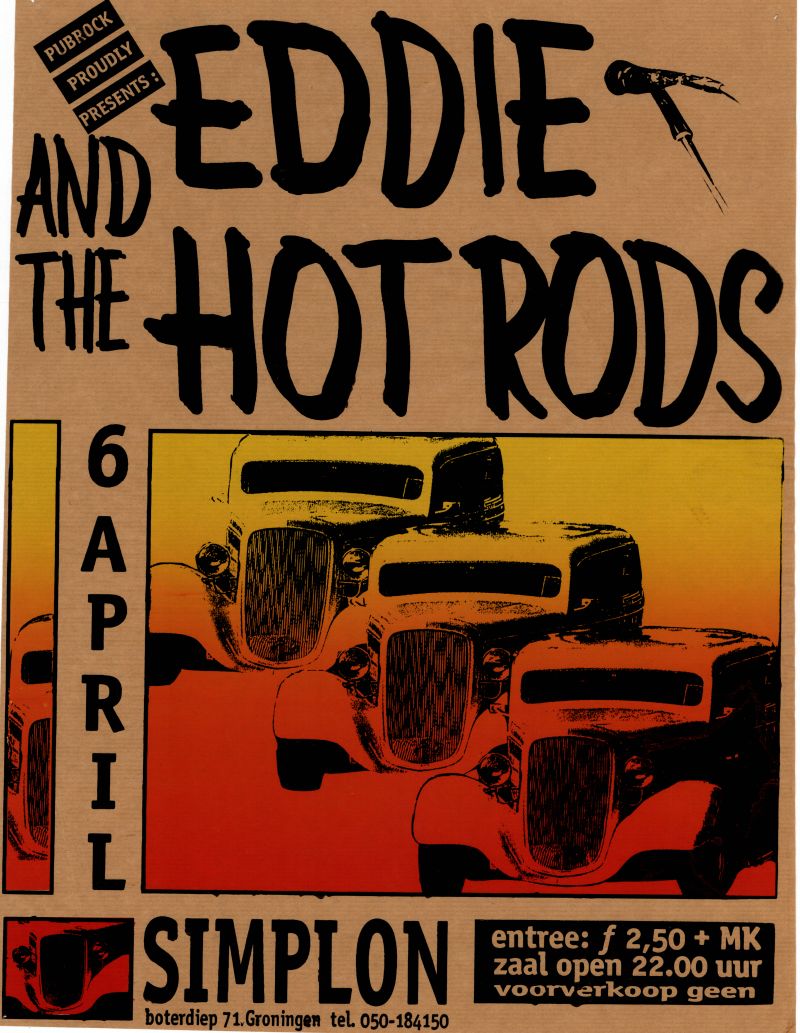 PUBROCK
PROUDLY
PRESENTS:
EDDIE
AND
THE
HOT RODS
6 APRIL
SIMPLON
boterdiep 71.Groningen tel. 050-184150
entree: ƒ 2,50 + MK
zaal open 22.00 uur
voorverkoop geen